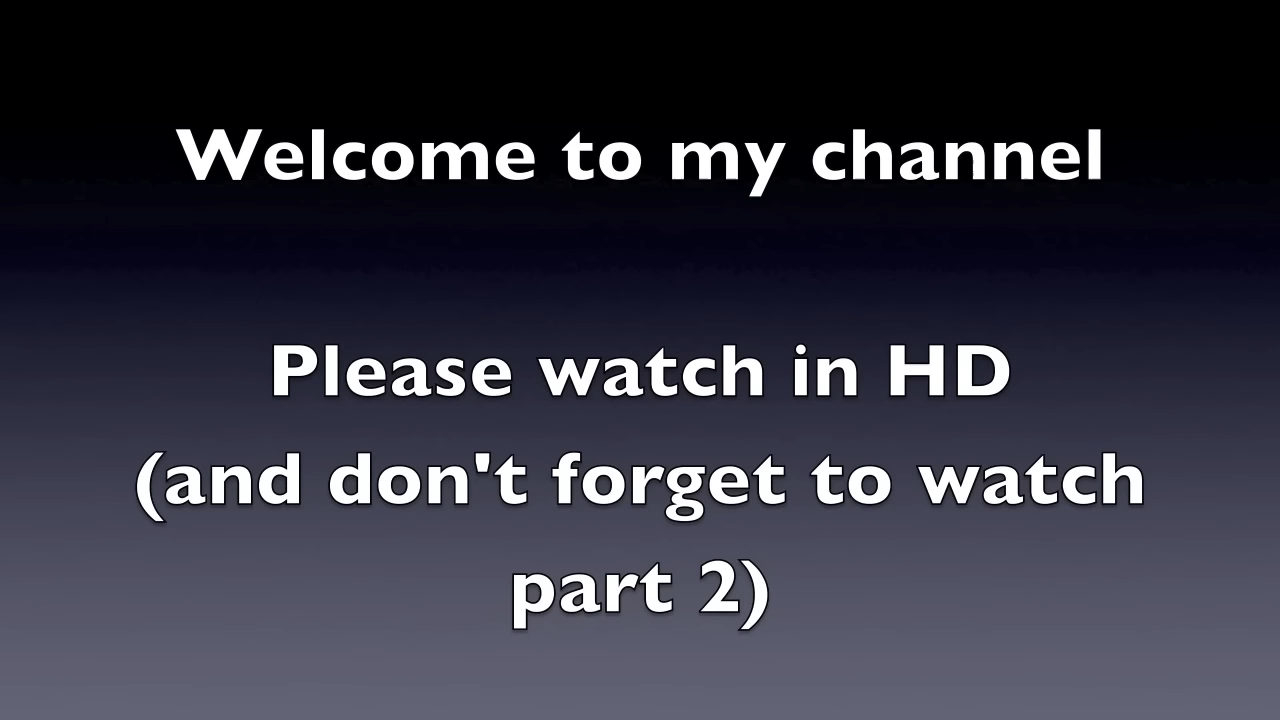 Welcome to my channel
Please watch in HD
(and don't forget to watch
part 2)